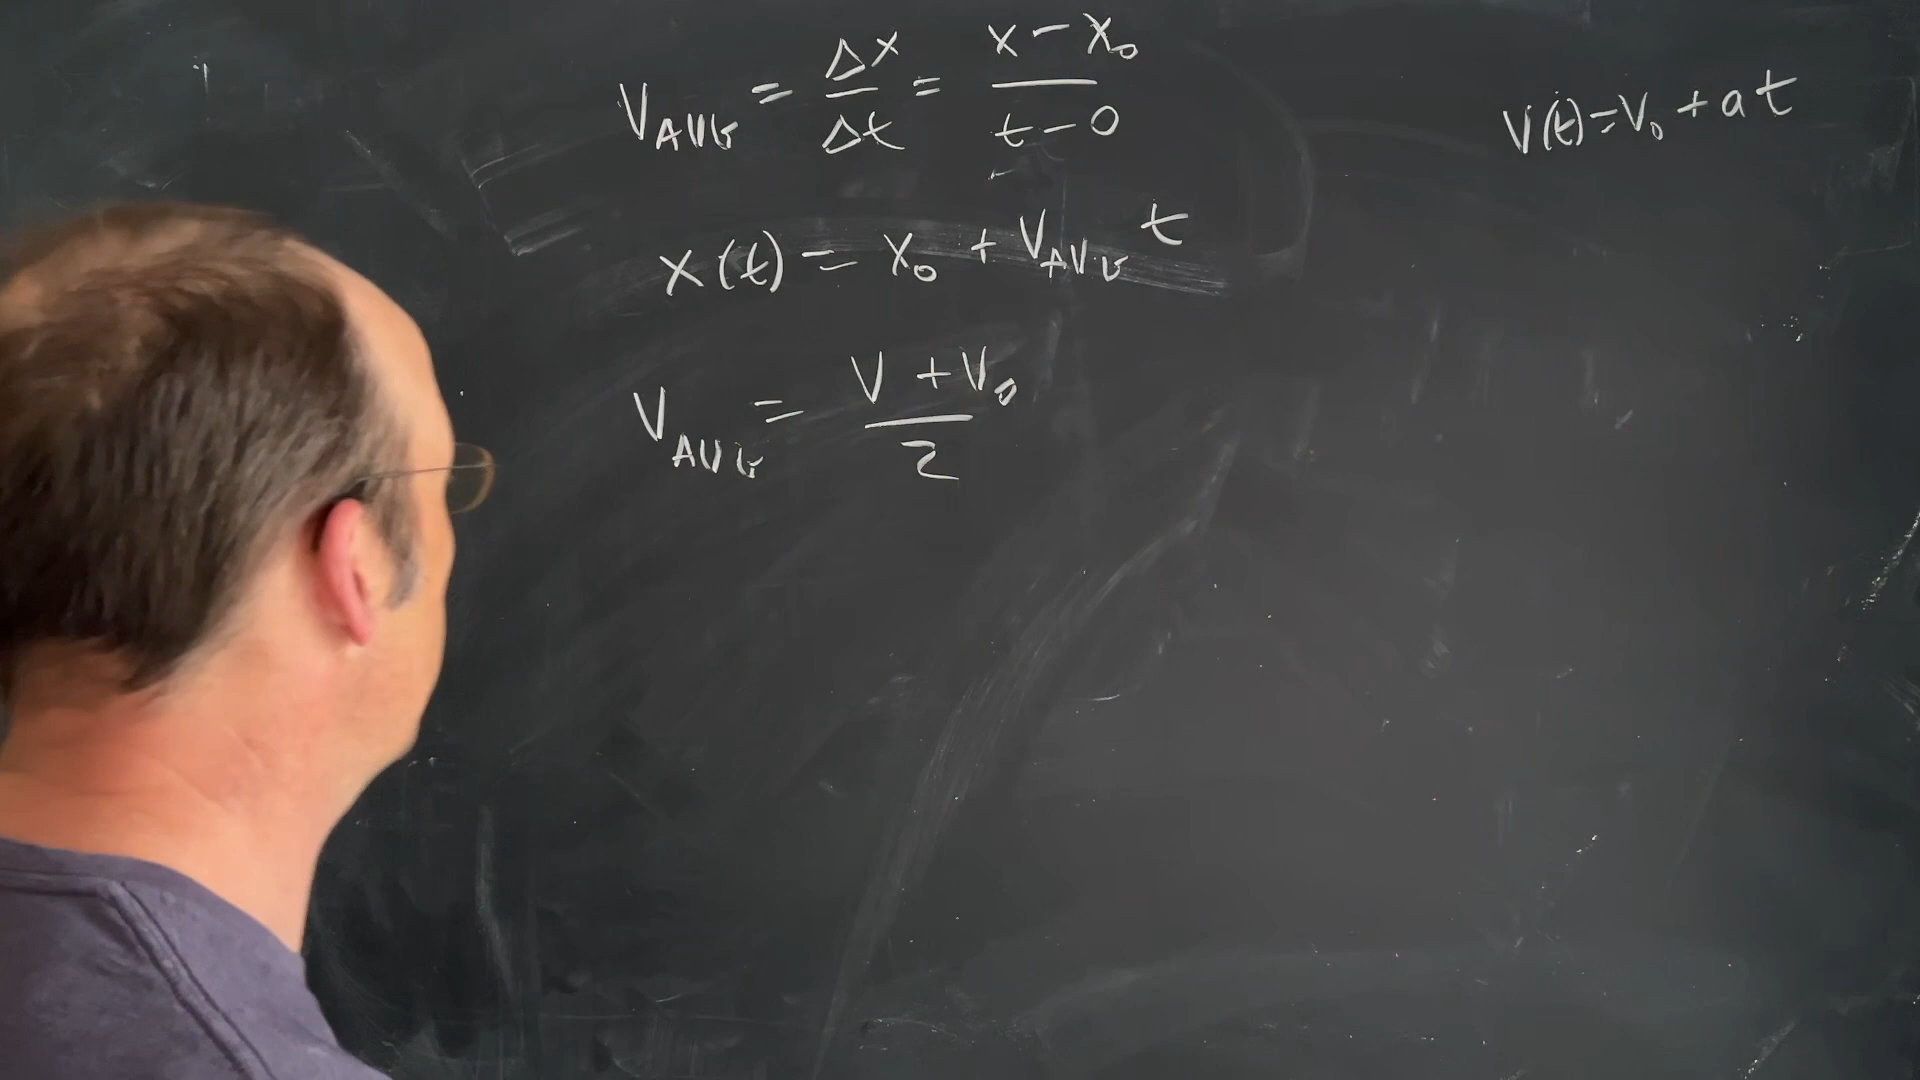 V_AVG = Δx/Δt = (x - x₀)/(t - 0)
V(t) = V₀ + at
x(t) = x₀ + V_AVG t
V_AVG = (V + V₀)/2